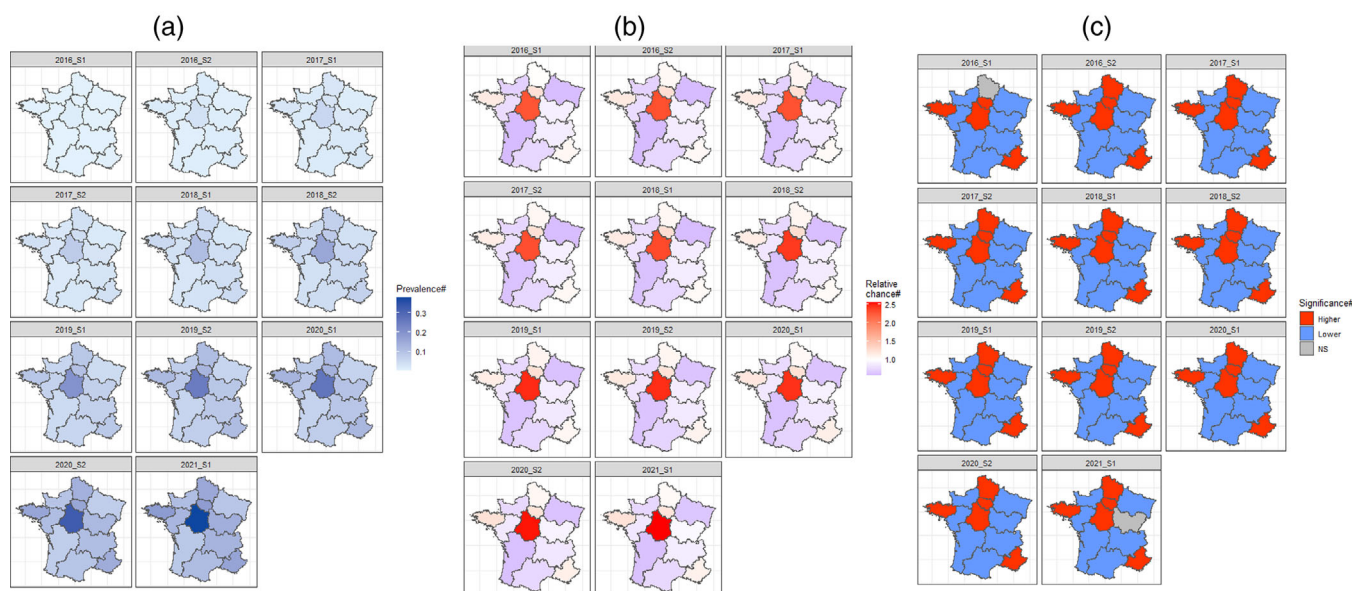 (a)
2016_S1 2016_S2 2017_S1
2017_S2 2018_S1 2018_S2
2019_S1 2019_S2 2020_S1
2020_S2 2021_S1
Prevalence#
0.3
0.2
0.1
(b)
2016_S1 2016_S2 2017_S1
2017_S2 2018_S1 2018_S2
2019_S1 2019_S2 2020_S1
2020_S2 2021_S1
Relative
chance#
2.5
2.0
1.5
1.0
(c)
2016_S1 2016_S2 2017_S1
2017_S2 2018_S1 2018_S2
2019_S1 2019_S2 2020_S1
2020_S2 2021_S1
Significance#
Higher
Lower
NS